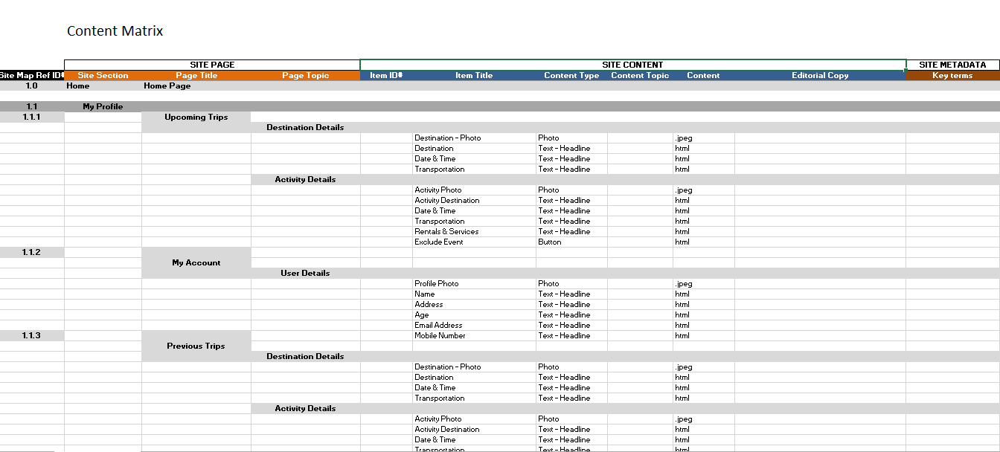 Content Matrix
SITE PAGE SITE CONTENT SITE METADATA
Site Map Ref ID# Site Section Page Title Page Topic Item ID# Item Title Content Type Content Topic Content Editorial Copy Key terms
1.0 Home Home Page
1.1 My Profile
1.1.1 Upcoming Trips
Destination Details
Destination - Photo Photo .jpeg
Destination Text - Headline html
Date & Time Text - Headline html
Transportation Text - Headline html
Activity Details
Activity Photo Photo .jpeg
Activity Destination Text - Headline html
Date & Time Text - Headline html
Transportation Text - Headline html
Rentals & Services Text - Headline html
Exclude Event Button html
1.1.2
My Account
User Details
Profile Photo Photo .jpeg
Name Text - Headline html
Address Text - Headline html
Age Text - Headline html
Email Address Text - Headline html
1.1.3 Mobile Number Text - Headline html
Previous Trips
Destination Details
Destination - Photo Photo .jpeg
Destination Text - Headline html
Date & Time Text - Headline html
Transportation Text - Headline html
Activity Details
Activity Photo Photo .jpeg
Activity Destination Text - Headline html
Date & Time Text - Headline html
Transportation Text - Headline html